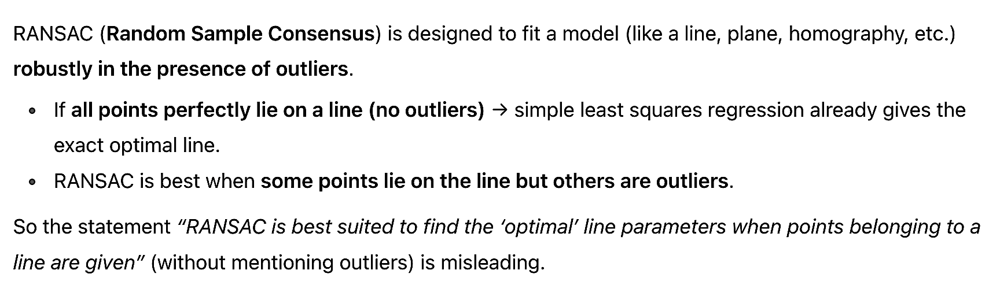 RANSAC (Random Sample Consensus) is designed to fit a model (like a line, plane, homography, etc.)
robustly in the presence of outliers.
• If all points perfectly lie on a line (no outliers) → simple least squares regression already gives the
exact optimal line.
• RANSAC is best when some points lie on the line but others are outliers.
So the statement “RANSAC is best suited to find the ‘optimal’ line parameters when points belonging to a
line are given” (without mentioning outliers) is misleading.